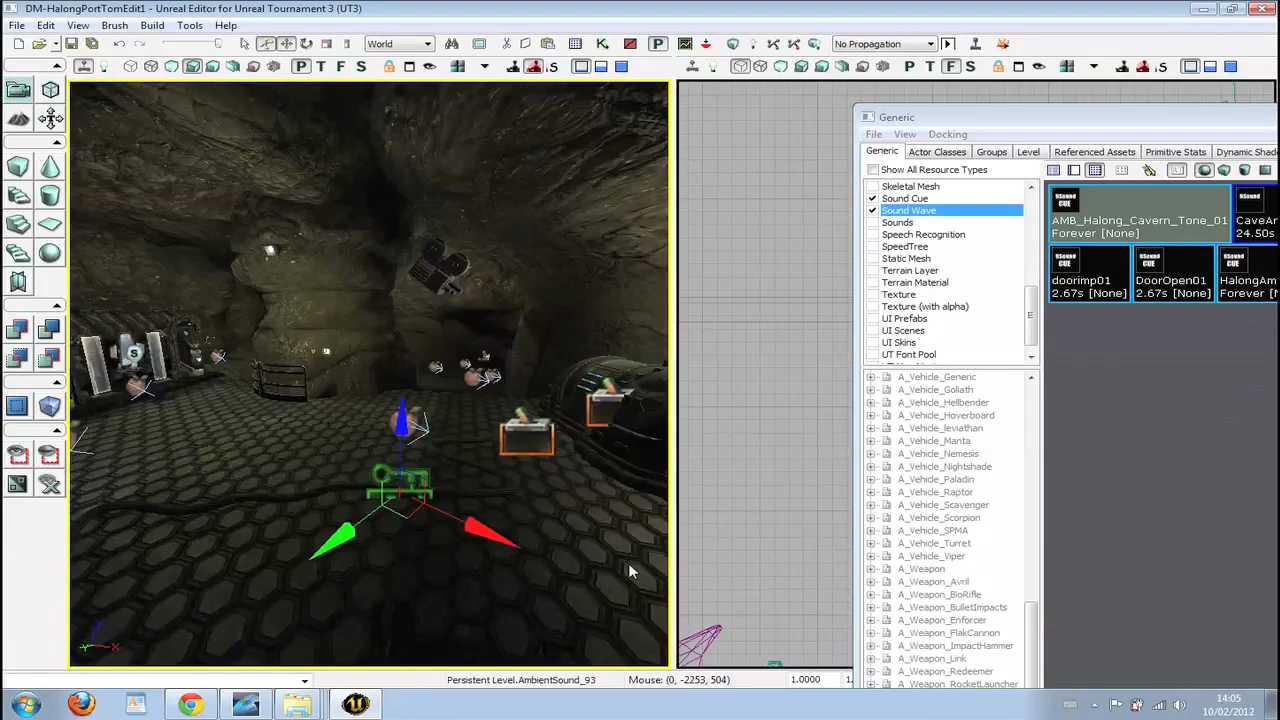 DM-HalongPortTomEdit1 - Unreal Editor for Unreal Tournament 3 (UT3)
File Edit View Brush Build Tools Help
World
No Propagation
P T F S
P T F S
Generic
File View Docking
Generic Actor Classes Groups Level Referenced Assets Primitive Stats Dynamic Shad
Show All Resource Types
Skeletal Mesh
Sound Cue
Sound Wave
Sounds
Speech Recognition
SpeedTree
Static Mesh
Terrain Layer
Terrain Material
Texture
Texture (with alpha)
UI Prefabs
UI Scenes
UI Skins
UT Font Pool
AMB_Halong_Cavern_Tone_01
Forever [None]
CaveAr
24.50s
doorimp01
2.67s [None]
DoorOpen01
2.67s [None]
HalongAm
Forever [N
A_Vehicle_Generic
A_Vehicle_Goliath
A_Vehicle_Hellbender
A_Vehicle_Hoverboard
A_Vehicle_leviathan
A_Vehicle_Manta
A_Vehicle_Nemesis
A_Vehicle_Nightshade
A_Vehicle_Paladin
A_Vehicle_Raptor
A_Vehicle_Scavenger
A_Vehicle_Scorpion
A_Vehicle_SPMA
A_Vehicle_Turret
A_Vehicle_Viper
A_Weapon
A_Weapon_Avril
A_Weapon_BioRifle
A_Weapon_BulletImpacts
A_Weapon_Enforcer
A_Weapon_FlakCannon
A_Weapon_ImpactHammer
A_Weapon_Link
A_Weapon_Redeemer
A_Weapon_RocketLauncher
Persistent Level.AmbientSound_93
Mouse: (0, -2253, 504)
1.0000
14:05
10/02/2012